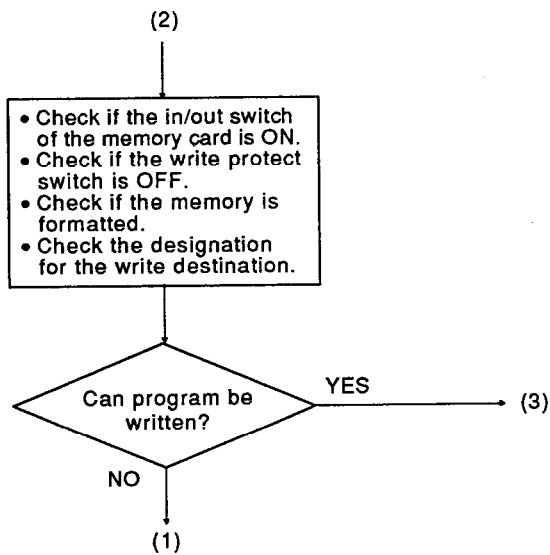 (2)
• Check if the in/out switch
of the memory card is ON.
• Check if the write protect
switch is OFF.
• Check if the memory is
formatted.
• Check the designation
for the write destination.
Can program be
written?
YES
(3)
NO
(1)